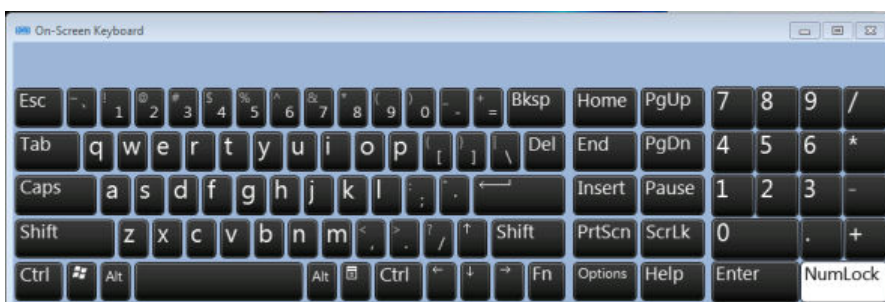 On-Screen Keyboard
Esc ~ ` ! 1 @ 2 # 3 $ 4 % 5 ^ 6 & 7 * 8 ( 9 ) 0 _ - + = Bksp Home PgUp 7 8 9 /
Tab q w e r t y u i o p { [ } ] | \ Del End PgDn 4 5 6 *
Caps a s d f g h j k l : ; " ' Insert Pause 1 2 3 -
Shift z x c v b n m < , > . ? / ↑ Shift PrtScn ScrLk 0 . +
Ctrl Alt Alt Ctrl ← ↓ → Fn Options Help Enter NumLock